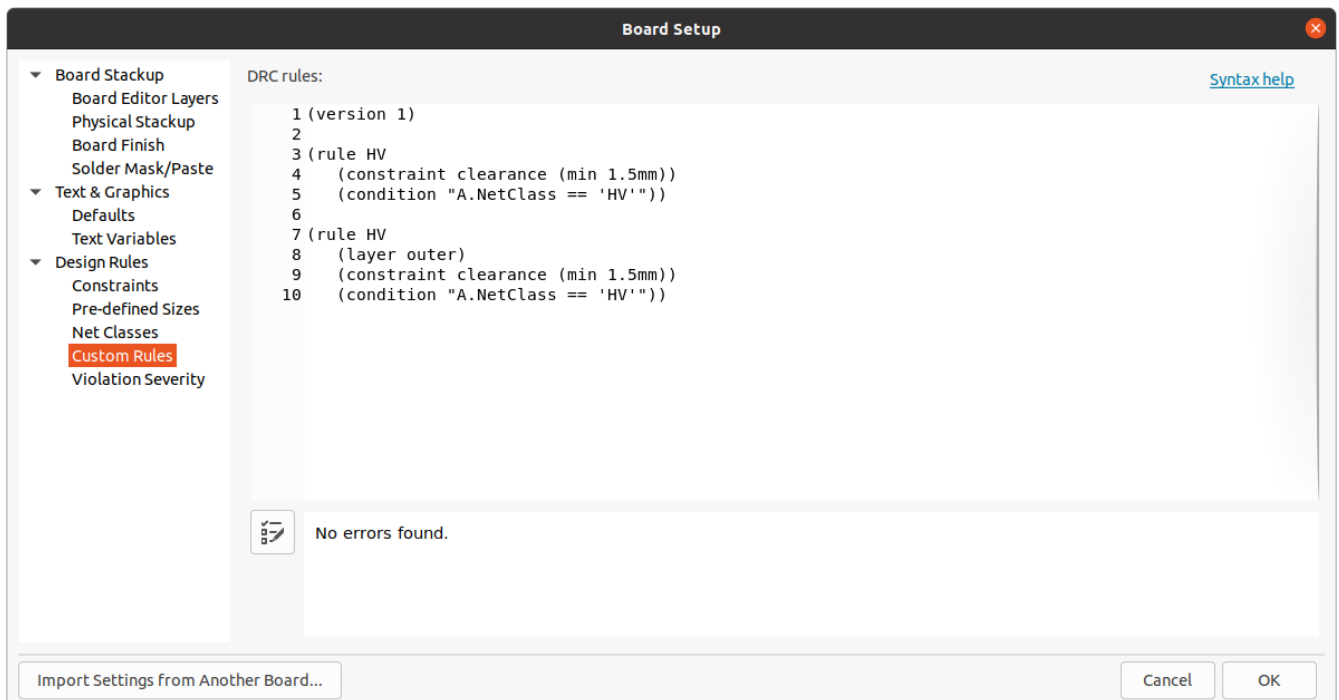 Board Setup
Board Stackup
Board Editor Layers
Physical Stackup
Board Finish
Solder Mask/Paste
Text & Graphics
Defaults
Text Variables
Design Rules
Constraints
Pre-defined Sizes
Net Classes
Custom Rules
Violation Severity
DRC rules:
Syntax help
1 (version 1)
2
3 (rule HV
4    (constraint clearance (min 1.5mm))
5    (condition "A.NetClass == 'HV'"))
6
7 (rule HV
8    (layer outer)
9    (constraint clearance (min 1.5mm))
10    (condition "A.NetClass == 'HV'"))
No errors found.
Import Settings from Another Board...
Cancel
OK